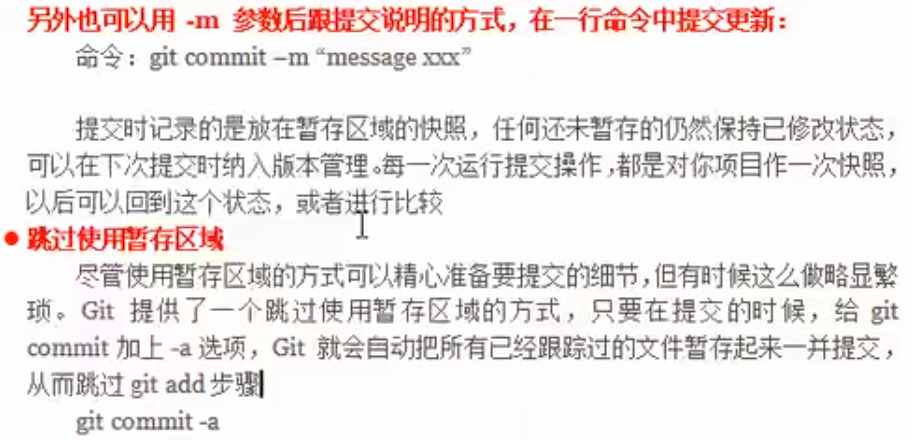 另外也可以用 -m 参数后跟提交说明的方式，在一行命令中提交更新：
命令：git commit –m “message xxx”
提交时记录的是放在暂存区域的快照，任何还未暂存的仍然保持已修改状态，
可以在下次提交时纳入版本管理。每一次运行提交操作，都是对你项目作一次快照，
以后可以回到这个状态，或者进行比较
● 跳过使用暂存区域
尽管使用暂存区域的方式可以精心准备要提交的细节，但有时候这么做略显繁
琐。Git 提供了一个跳过使用暂存区域的方式，只要在提交的时候，给 git
commit 加上 -a 选项，Git 就会自动把所有已经跟踪过的文件暂存起来一并提交，
从而跳过 git add 步骤
git commit -a